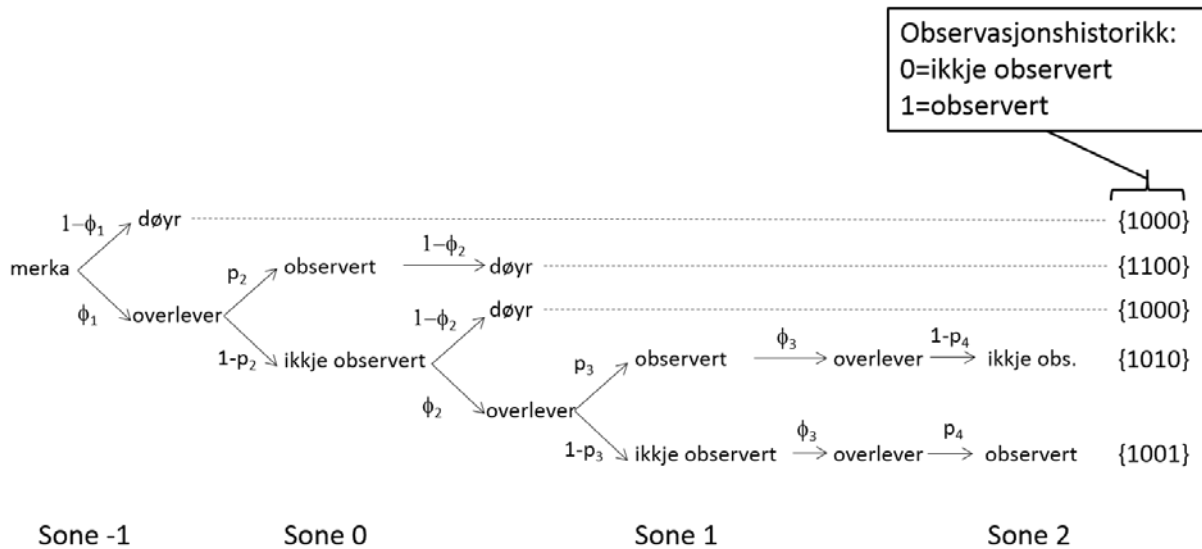 Observasjonshistorikk:
0=ikkje observert
1=observert
1−ϕ₁ døyr {1000}
merka p₂ observert 1−ϕ₂ døyr {1100}
ϕ₁ overlever 1−ϕ₂ døyr {1000}
1-p₂ ikkje observert p₃ observert ϕ₃ overlever 1-p₄ ikkje obs. {1010}
ϕ₂ overlever
1-p₃ ikkje observert ϕ₃ overlever p₄ observert {1001}
Sone -1 Sone 0 Sone 1 Sone 2